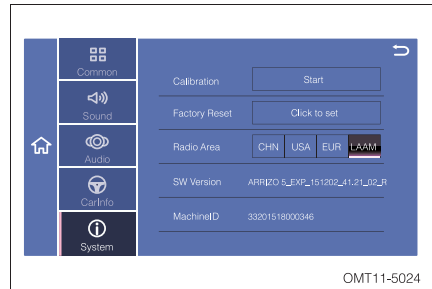 Common
Calibration
Start
Sound
Factory Reset
Click to set
Audio
Radio Area
CHN
USA
EUR
LAAM
CarInfo
SW Version
ARRIZO 5_EXP_151202_41.21_02_R
MachineID
33201518000346
System
OMT11-5024